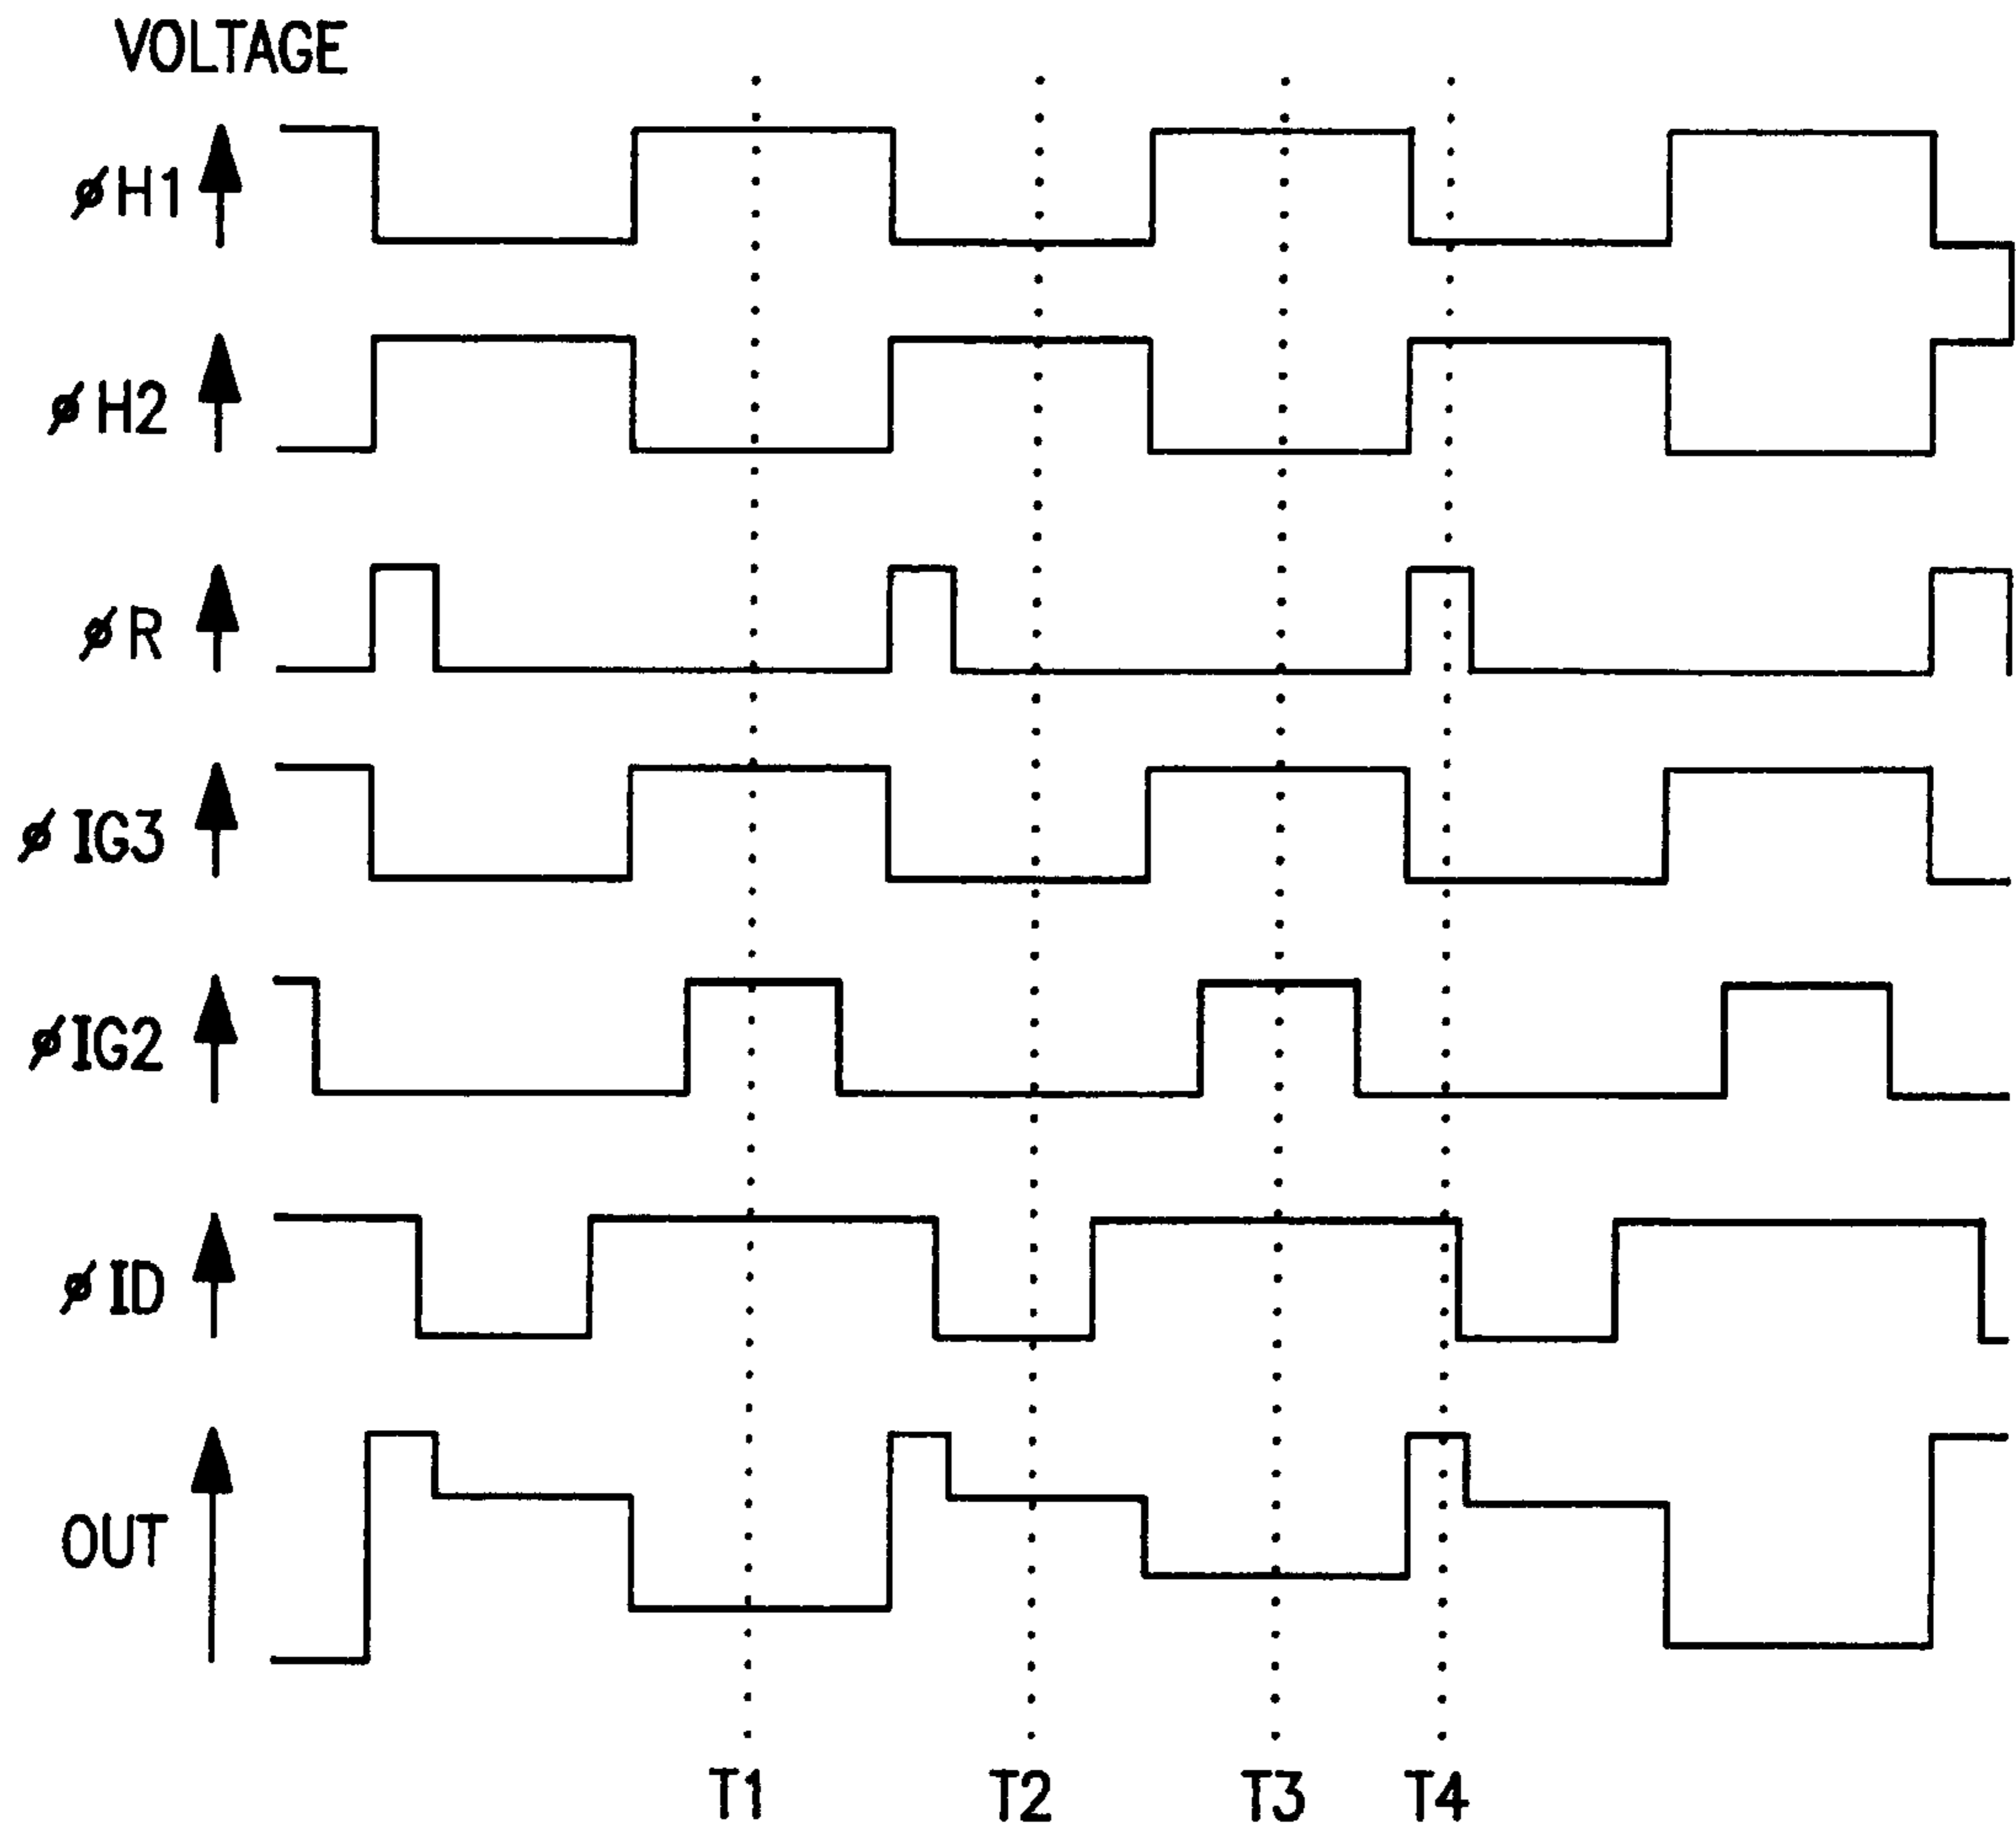 VOLTAGE
øH1
øH2
øR
øIG3
øIG2
øID
OUT
T1 T2 T3 T4